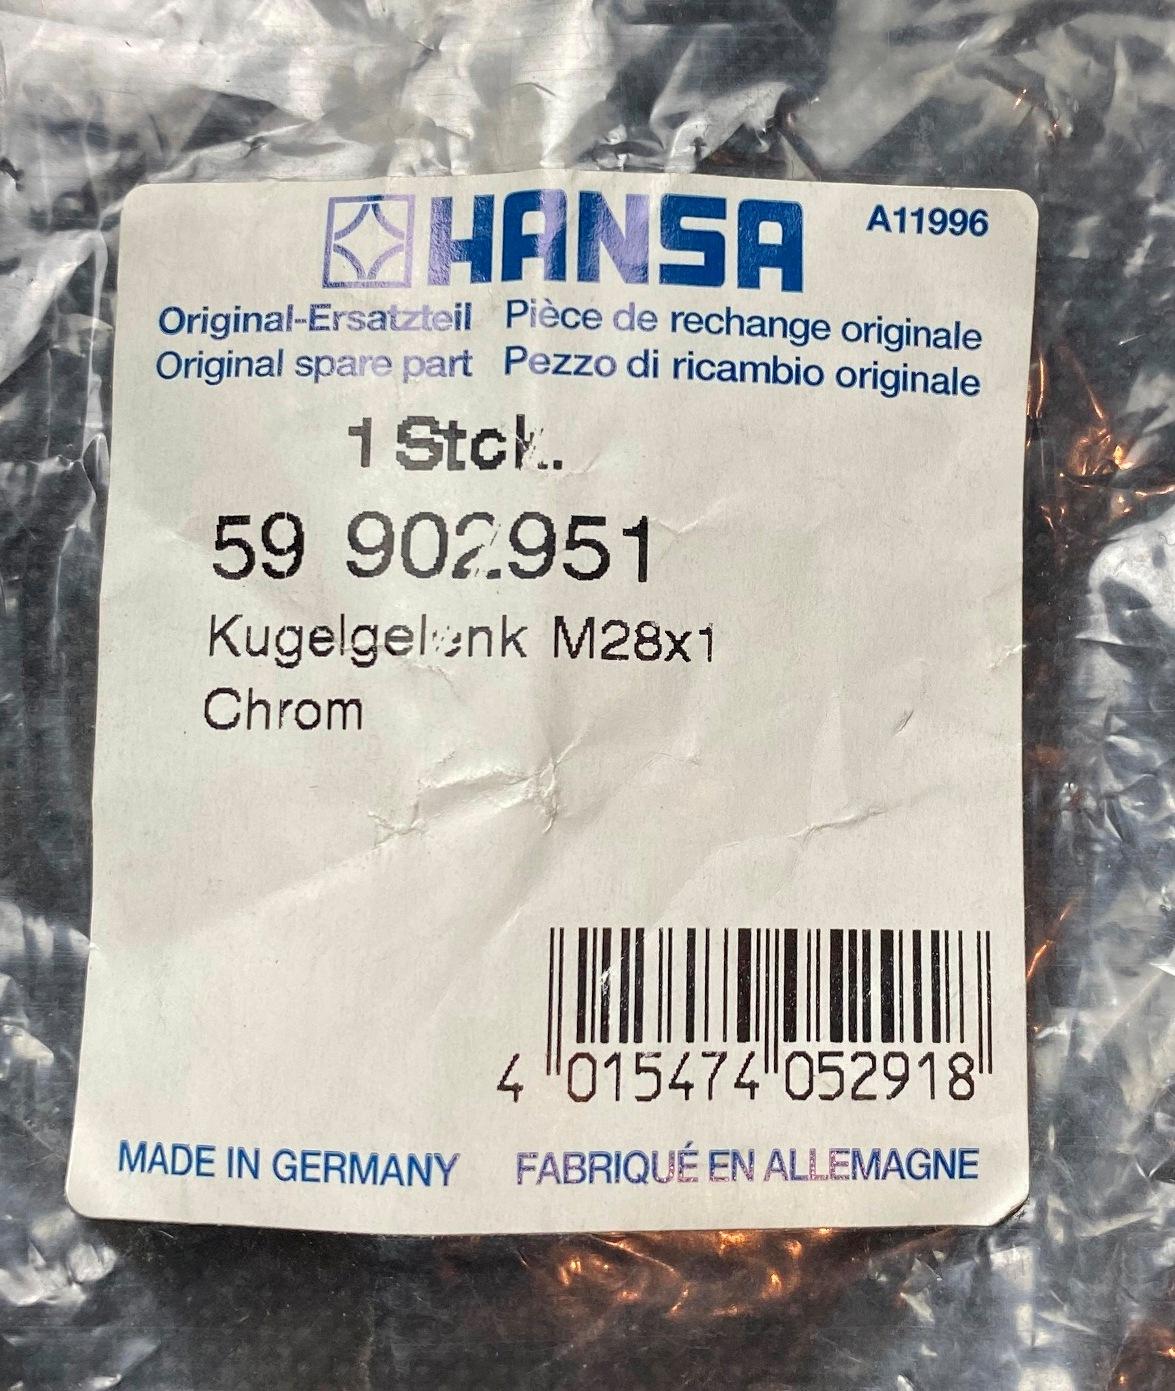 HANSA
A11996
Original-Ersatzteil Pièce de rechange originale
Original spare part Pezzo di ricambio originale
1 Stck.
59 902951
Kugelgelenk M28x1
Chrom
4 015474 052918
MADE IN GERMANY FABRIQUÉ EN ALLEMAGNE